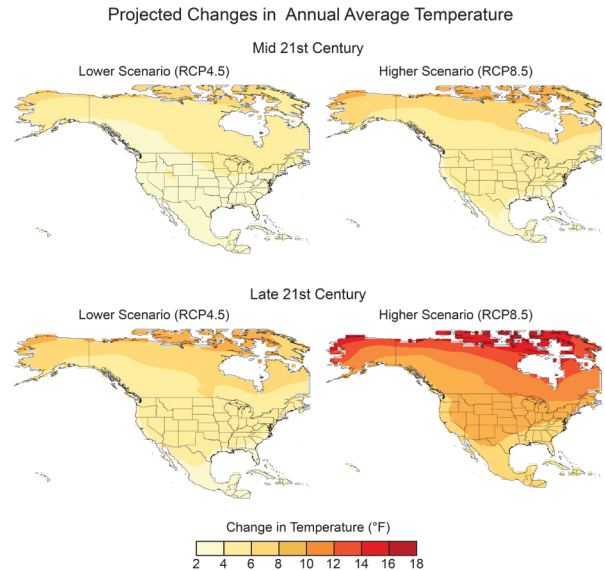 Projected Changes in Annual Average Temperature
Mid 21st Century
Lower Scenario (RCP4.5)
Higher Scenario (RCP8.5)
Late 21st Century
Lower Scenario (RCP4.5)
Higher Scenario (RCP8.5)
Change in Temperature (°F)
2 4 6 8 10 12 14 16 18